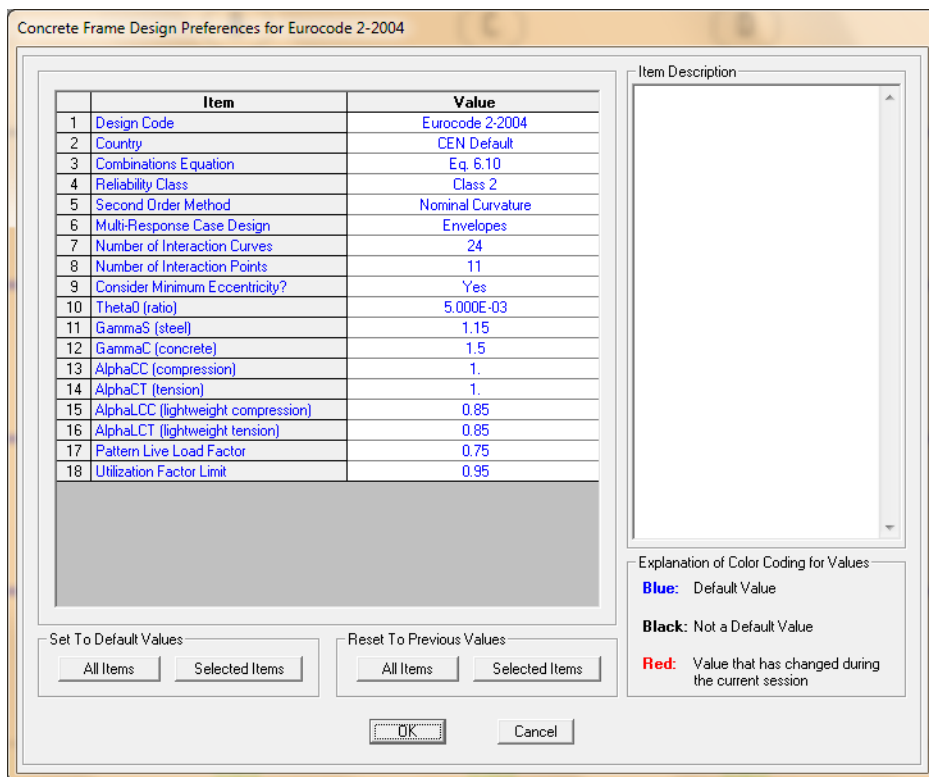 Concrete Frame Design Preferences for Eurocode 2-2004
Item Value
1 Design Code Eurocode 2-2004
2 Country CEN Default
3 Combinations Equation Eq. 6.10
4 Reliability Class Class 2
5 Second Order Method Nominal Curvature
6 Multi-Response Case Design Envelopes
7 Number of Interaction Curves 24
8 Number of Interaction Points 11
9 Consider Minimum Eccentricity? Yes
10 Theta0 (ratio) 5.000E-03
11 GammaS (steel) 1.15
12 GammaC (concrete) 1.5
13 AlphaCC (compression) 1.
14 AlphaCT (tension) 1.
15 AlphaLCC (lightweight compression) 0.85
16 AlphaLCT (lightweight tension) 0.85
17 Pattern Live Load Factor 0.75
18 Utilization Factor Limit 0.95
Item Description
Explanation of Color Coding for Values
Blue: Default Value
Black: Not a Default Value
Red: Value that has changed during
the current session
Set To Default Values
All Items Selected Items
Reset To Previous Values
All Items Selected Items
OK Cancel